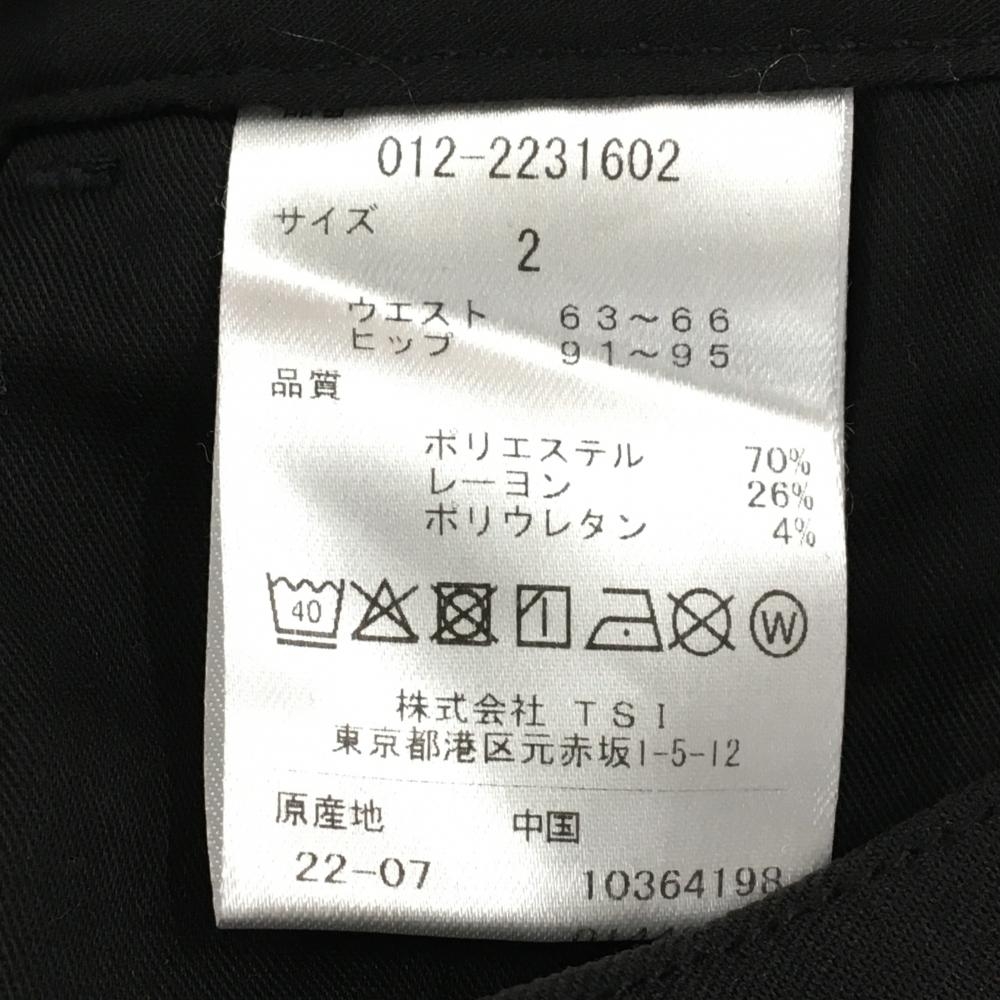 012-2231602
サイズ
2
ウエスト 63～66
ヒップ 91～95
品質
ポリエステル 70%
レーヨン 26%
ポリウレタン 4%
40 W
株式会社 TSI
東京都港区元赤坂1-5-12
原産地 中国
22-07 10364198